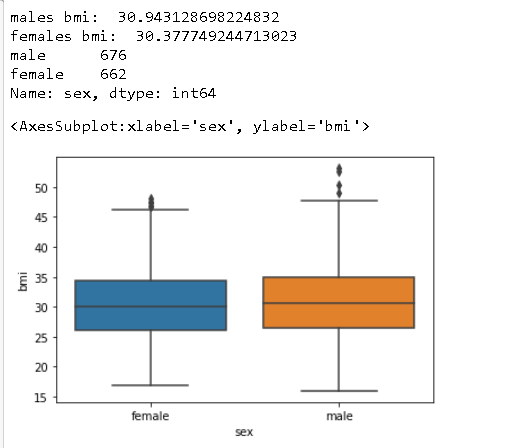 males bmi:  30.943128698224832
females bmi:  30.377749244713023
male      676
female    662
Name: sex, dtype: int64
<AxesSubplot:xlabel='sex', ylabel='bmi'>
50
45
40
35
30
25
20
15
bmi
female male
sex